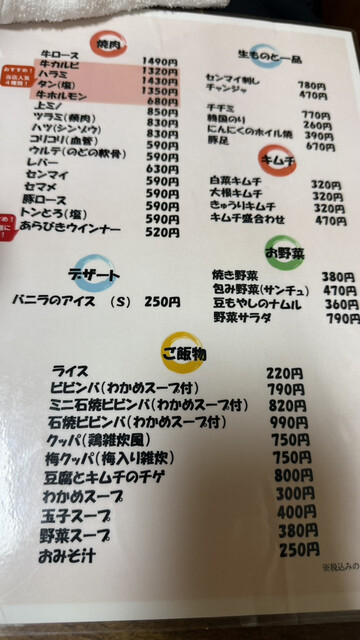 焼肉
牛ロース 1490円
牛カルビ 1320円
ハラミ 1430円
タン(塩) 1350円
牛ホルモン 680円
上ミノ 850円
ツラミ(頬肉) 830円
ハツ(シンゾウ) 830円
コリコリ(血管) 590円
ウルテ(のどの軟骨) 590円
レバー 630円
センマイ 590円
セマメ 590円
豚ロース 590円
トンとろ(塩) 590円
あらびきウインナー 520円
おすすめ!
当店人気
4種類!
デザート
バニラのアイス (S) 250円
生ものと一品
センマイ刺し 780円
チャンジャ 470円
チヂミ 770円
韓国のり 260円
にんにくのホイル焼 390円
豚足 670円
キムチ
白菜キムチ 320円
大根キムチ 320円
きゅうりキムチ 320円
キムチ盛合わせ 470円
お野菜
焼き野菜 380円
包み野菜(サンチュ) 470円
豆もやしのナムル 360円
野菜サラダ 790円
ご飯物
ライス 220円
ビビンバ(わかめスープ付) 790円
ミニ石焼ビビンバ(わかめスープ付) 820円
石焼ビビンバ(わかめスープ付) 990円
クッパ(鶏雑炊風) 750円
梅クッパ(梅入り雑炊) 750円
豆腐とキムチのチゲ 800円
わかめスープ 300円
玉子スープ 400円
野菜スープ 380円
おみそ汁 250円
※税込みの